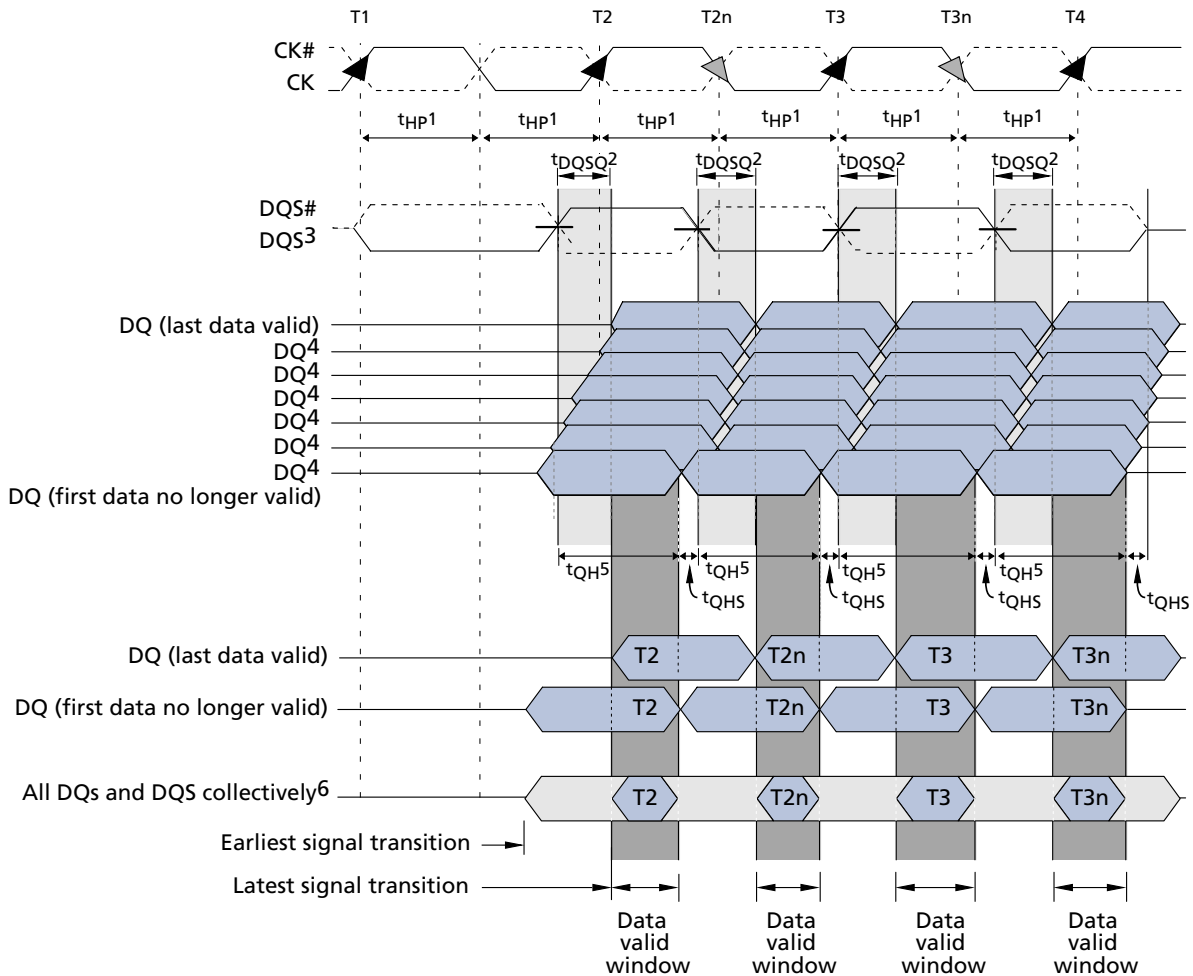 T1 T2 T2n T3 T3n T4
CK#
CK
tHP1 tHP1 tHP1 tHP1 tHP1 tHP1
tDQSQ2 tDQSQ2 tDQSQ2 tDQSQ2
DQS#
DQS3
DQ (last data valid)
DQ4
DQ4
DQ4
DQ4
DQ4
DQ4
DQ (first data no longer valid)
tQH5 tQH5 tQH5 tQH5
tQHS tQHS tQHS tQHS
DQ (last data valid) T2 T2n T3 T3n
DQ (first data no longer valid) T2 T2n T3 T3n
All DQs and DQS collectively6 T2 T2n T3 T3n
Earliest signal transition
Latest signal transition
Data valid window
Data valid window
Data valid window
Data valid window